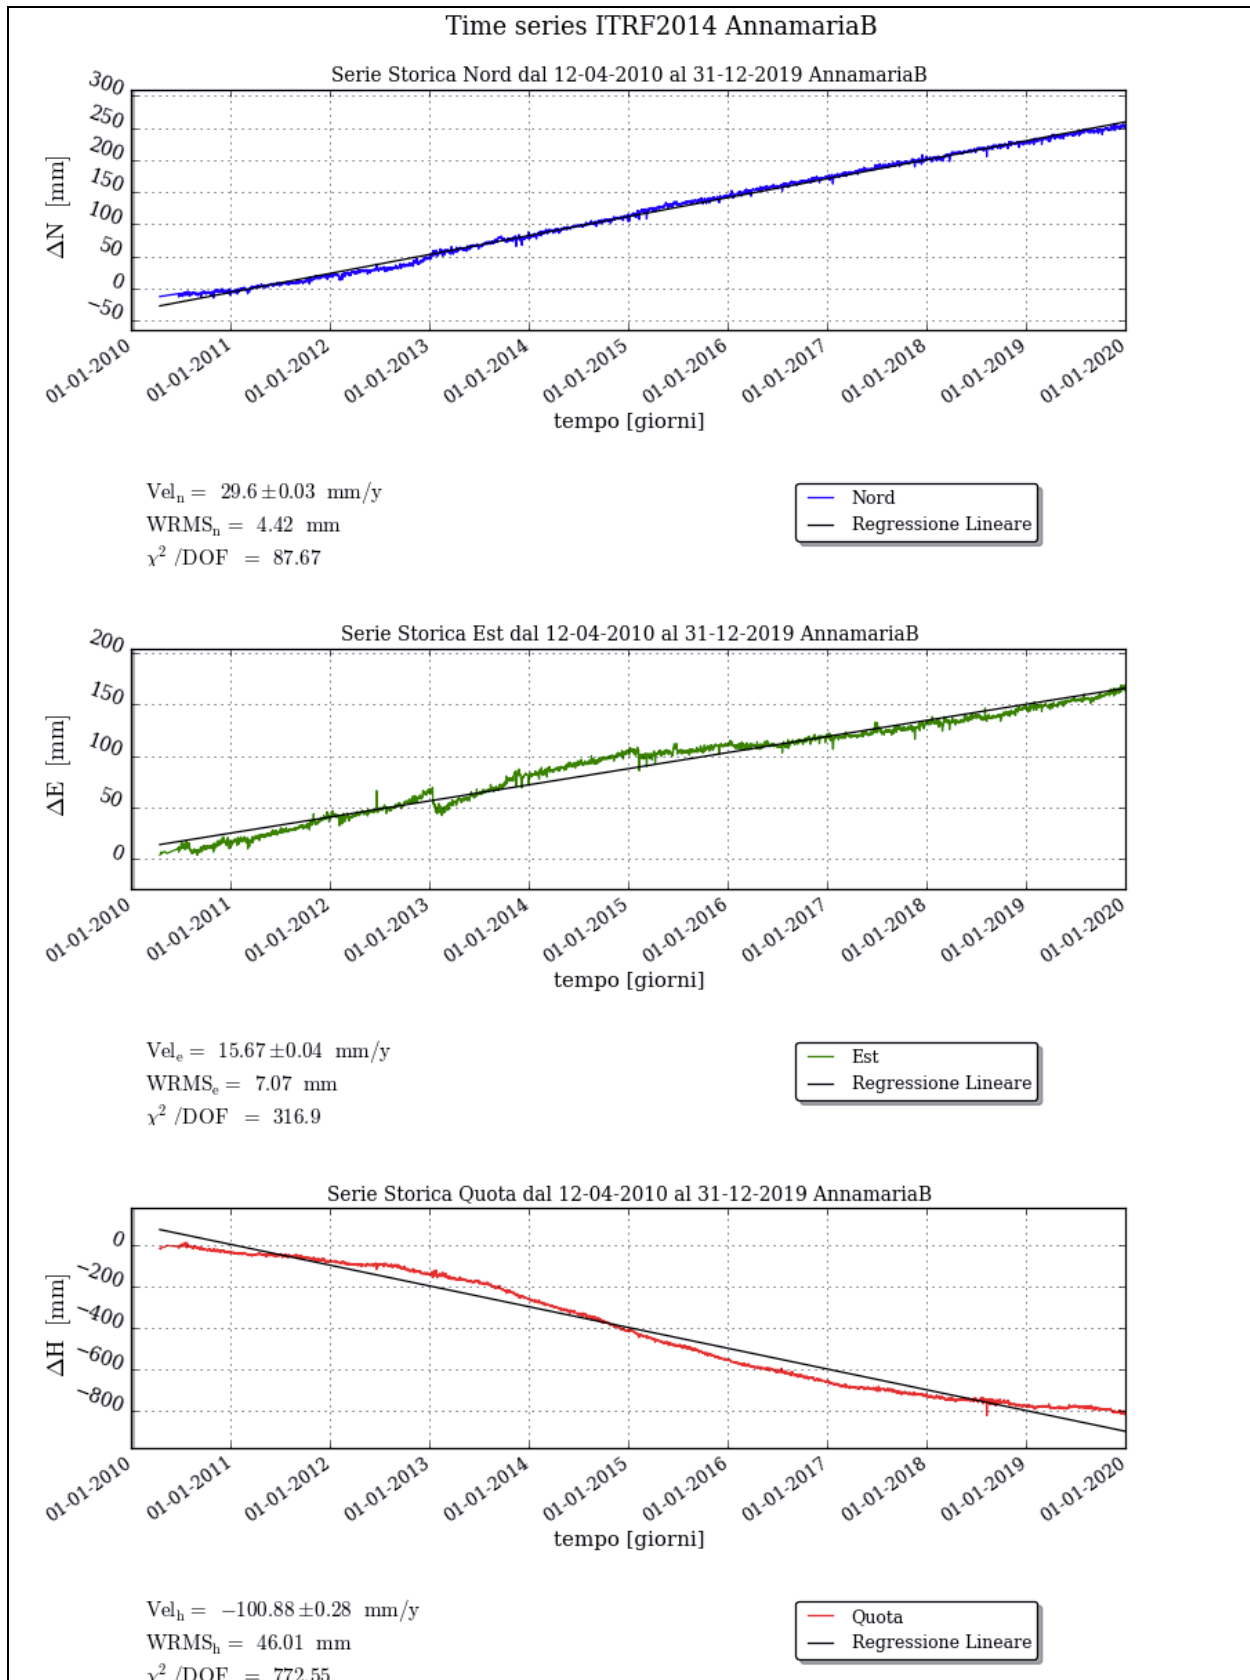 Time series ITRF2014 AnnamariaB
Serie Storica Nord dal 12-04-2010 al 31-12-2019 AnnamariaB
300
250
200
150
100
50
0
−50
ΔN [mm]
01-01-2010 01-01-2011 01-01-2012 01-01-2013 01-01-2014 01-01-2015 01-01-2016 01-01-2017 01-01-2018 01-01-2019 01-01-2020
tempo [giorni]
Vel_n = 29.6±0.03 mm/y
WRMS_n = 4.42 mm
χ² /DOF = 87.67
Nord
Regressione Lineare
Serie Storica Est dal 12-04-2010 al 31-12-2019 AnnamariaB
200
150
100
50
0
ΔE [mm]
01-01-2010 01-01-2011 01-01-2012 01-01-2013 01-01-2014 01-01-2015 01-01-2016 01-01-2017 01-01-2018 01-01-2019 01-01-2020
tempo [giorni]
Vel_e = 15.67±0.04 mm/y
WRMS_e = 7.07 mm
χ² /DOF = 316.9
Est
Regressione Lineare
Serie Storica Quota dal 12-04-2010 al 31-12-2019 AnnamariaB
0
−200
−400
−600
−800
ΔH [mm]
01-01-2010 01-01-2011 01-01-2012 01-01-2013 01-01-2014 01-01-2015 01-01-2016 01-01-2017 01-01-2018 01-01-2019 01-01-2020
tempo [giorni]
Vel_h = −100.88±0.28 mm/y
WRMS_h = 46.01 mm
χ² /DOF = 772.55
Quota
Regressione Lineare